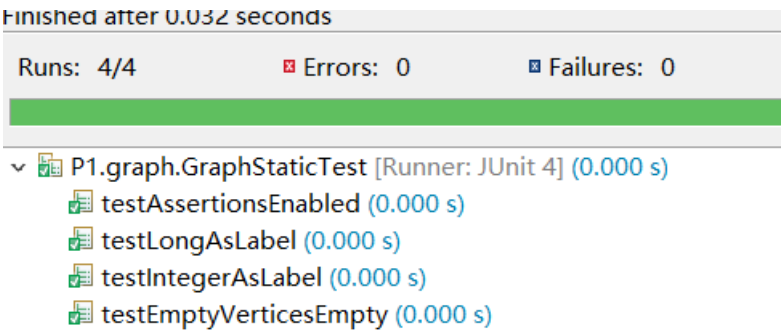 Finished after 0.032 seconds
Runs: 4/4 Errors: 0 Failures: 0
P1.graph.GraphStaticTest [Runner: JUnit 4] (0.000 s)
testAssertionsEnabled (0.000 s)
testLongAsLabel (0.000 s)
testIntegerAsLabel (0.000 s)
testEmptyVerticesEmpty (0.000 s)